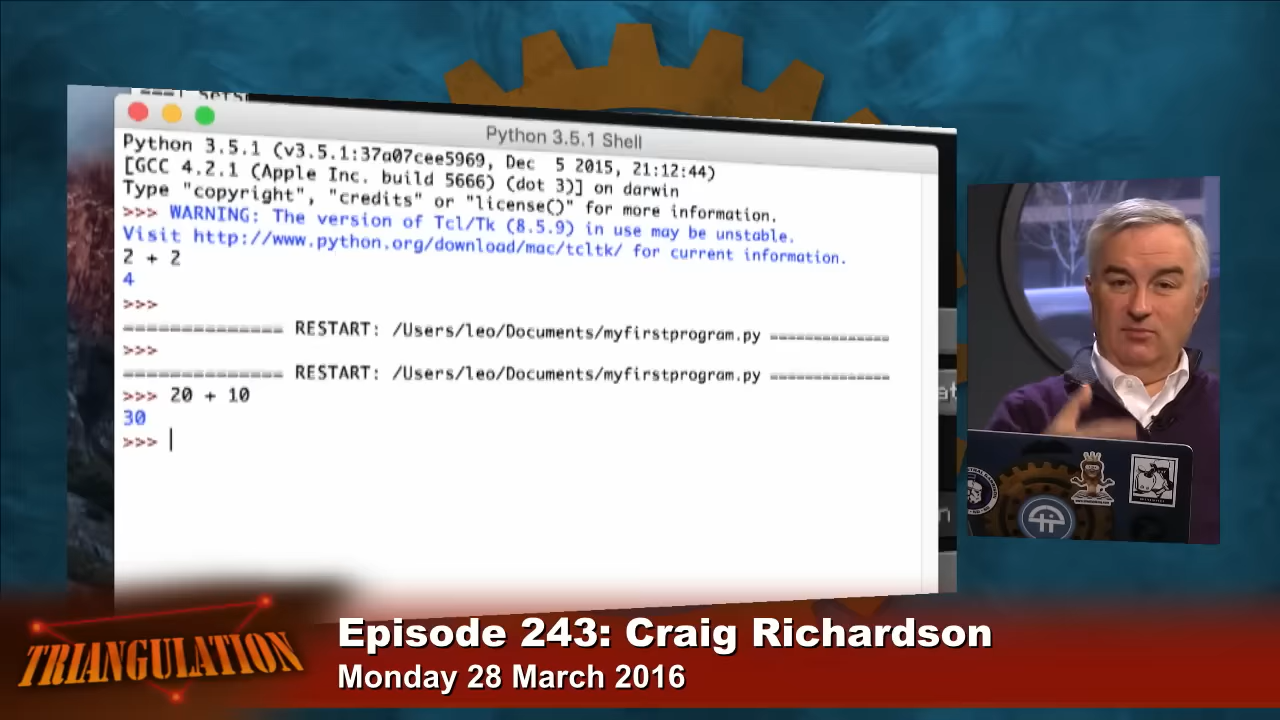 Python 3.5.1 Shell
Python 3.5.1 (v3.5.1:37a07cee5969, Dec  5 2015, 21:12:44)
[GCC 4.2.1 (Apple Inc. build 5666) (dot 3)] on darwin
Type "copyright", "credits" or "license()" for more information.
>>> WARNING: The version of Tcl/Tk (8.5.9) in use may be unstable.
Visit http://www.python.org/download/mac/tcltk/ for current information.
2 + 2
4
>>>
============== RESTART: /Users/leo/Documents/myfirstprogram.py ==============
>>>
============== RESTART: /Users/leo/Documents/myfirstprogram.py ==============
>>> 20 + 10
30
>>>
TRIANGULATION
Episode 243: Craig Richardson
Monday 28 March 2016